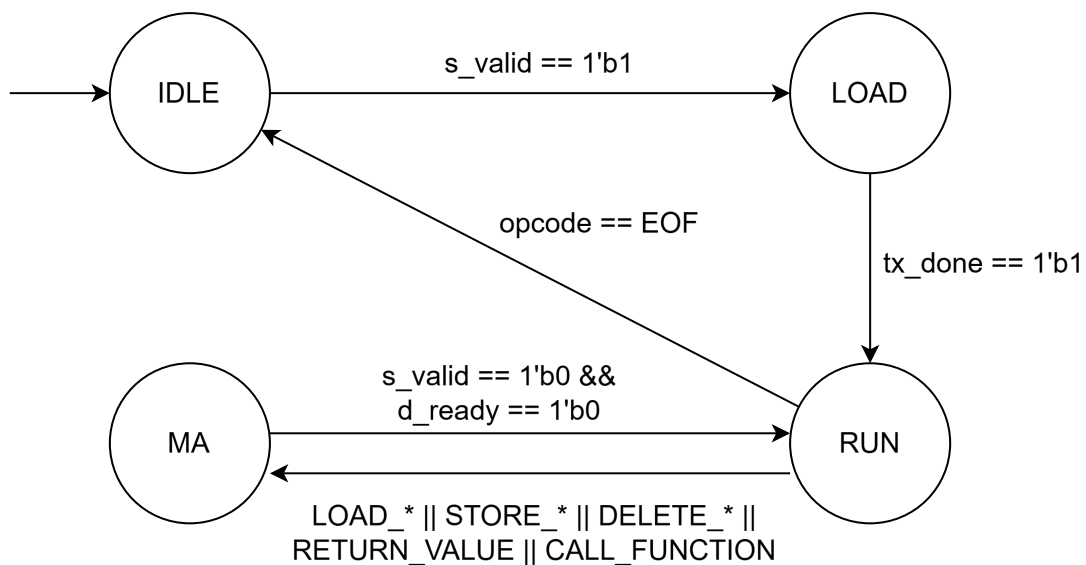 s_valid == 1'b1
IDLE
LOAD
opcode == EOF
tx_done == 1'b1
s_valid == 1'b0 &&
d_ready == 1'b0
MA
RUN
LOAD_* || STORE_* || DELETE_* ||
RETURN_VALUE || CALL_FUNCTION